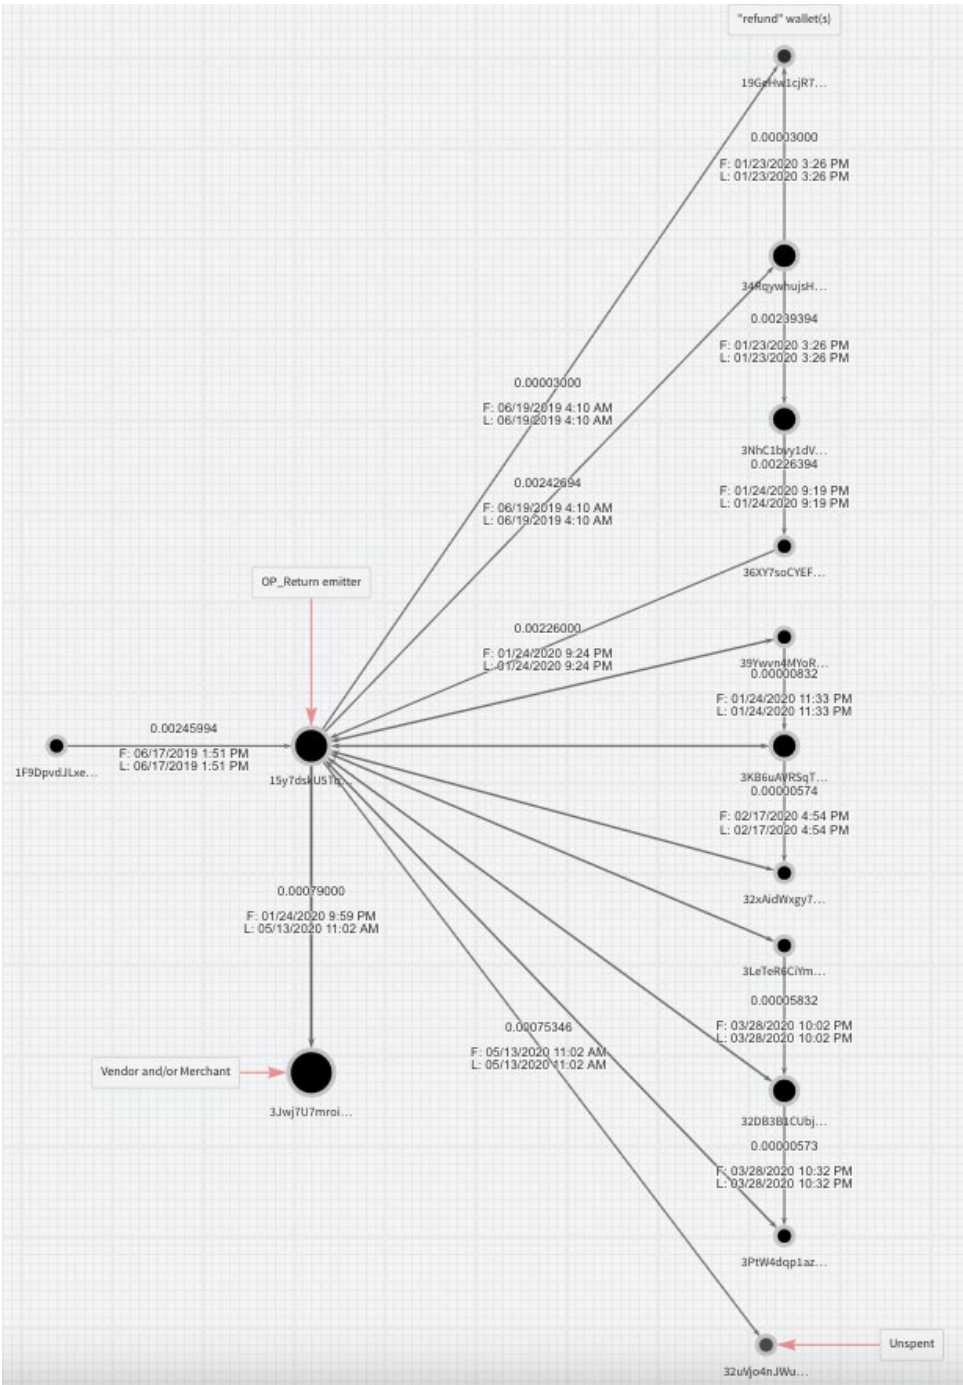 "refund" wallet(s)
19GeHw1cjR7...
0.00003000
F: 01/23/2020 3:26 PM
L: 01/23/2020 3:26 PM
34RqywhujsH...
0.00239394
F: 01/23/2020 3:26 PM
L: 01/23/2020 3:26 PM
0.00003000
F: 06/19/2019 4:10 AM
L: 06/19/2019 4:10 AM
3NhC1bvy1dV...
0.00226394
F: 01/24/2020 9:19 PM
L: 01/24/2020 9:19 PM
0.00242694
F: 06/19/2019 4:10 AM
L: 06/19/2019 4:10 AM
36XY7soCYEF...
OP_Return emitter
0.00226000
F: 01/24/2020 9:24 PM
L: 01/24/2020 9:24 PM
39Ywvn4MYoR...
0.00000832
F: 01/24/2020 11:33 PM
L: 01/24/2020 11:33 PM
0.00245994
F: 06/17/2019 1:51 PM
L: 06/17/2019 1:51 PM
1F9DpvdJLxe...
3KB6uAVRSqT...
0.00000574
F: 02/17/2020 4:54 PM
L: 02/17/2020 4:54 PM
32xAidWxgy7...
0.00079000
F: 01/24/2020 9:59 PM
L: 05/13/2020 11:02 AM
3LeTeR6CiYm...
0.00005832
F: 03/28/2020 10:02 PM
L: 03/28/2020 10:02 PM
0.00075346
F: 05/13/2020 11:02 AM
L: 05/13/2020 11:02 AM
Vendor and/or Merchant
3Jwj7U7mroi...
32DB3B1CUbj...
0.00000573
F: 03/28/2020 10:32 PM
L: 03/28/2020 10:32 PM
3PtW4dqp1az...
Unspent
32uVjo4nJWu...